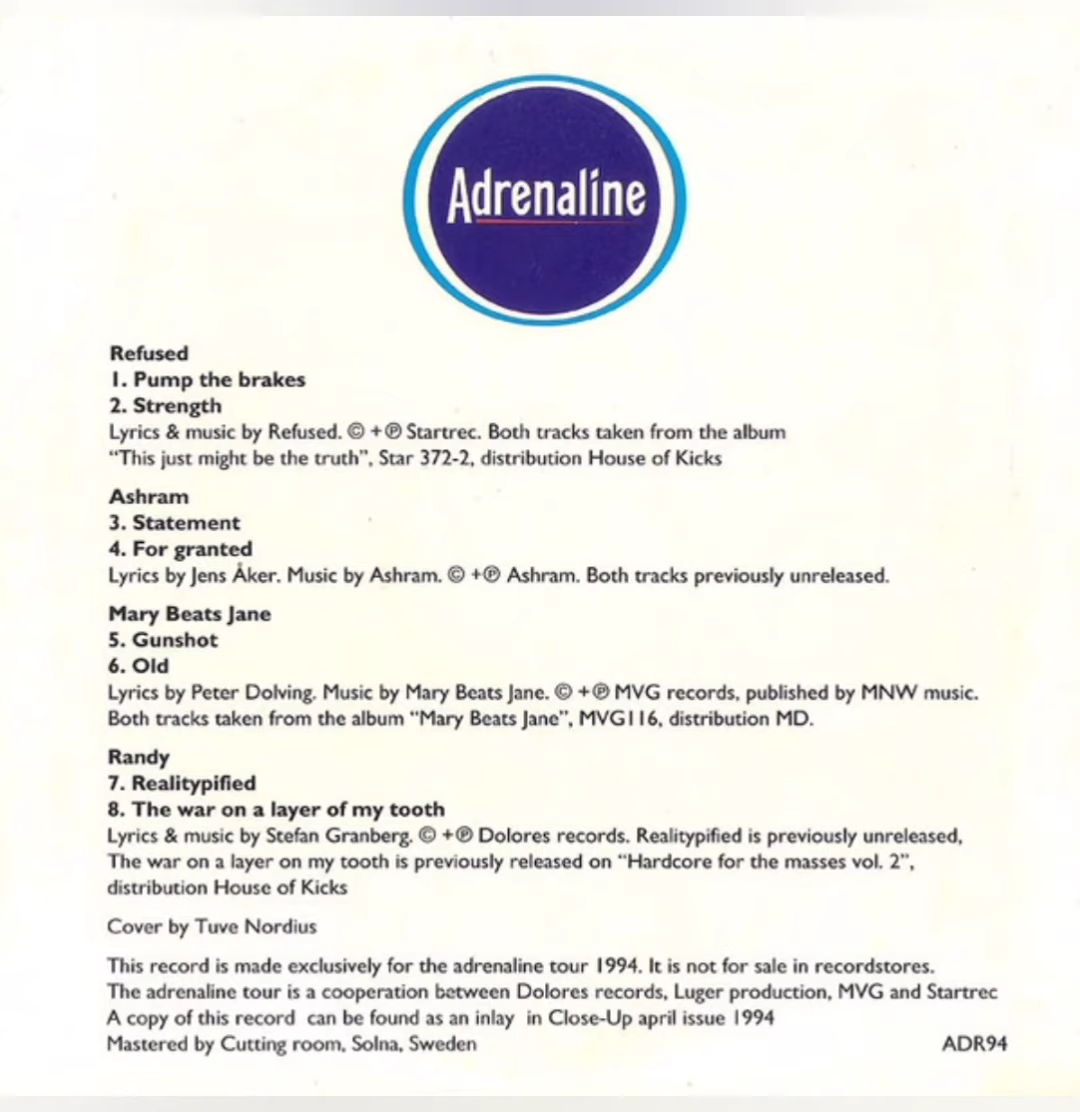 Adrenaline
Refused
1. Pump the brakes
2. Strength
Lyrics & music by Refused. © +℗ Startrec. Both tracks taken from the album
“This just might be the truth”, Star 372-2, distribution House of Kicks
Ashram
3. Statement
4. For granted
Lyrics by Jens Åker. Music by Ashram. © +℗ Ashram. Both tracks previously unreleased.
Mary Beats Jane
5. Gunshot
6. Old
Lyrics by Peter Dolving. Music by Mary Beats Jane. © +℗ MVG records, published by MNW music.
Both tracks taken from the album “Mary Beats Jane”, MVG116, distribution MD.
Randy
7. Realitypified
8. The war on a layer of my tooth
Lyrics & music by Stefan Granberg. © +℗ Dolores records. Realitypified is previously unreleased,
The war on a layer on my tooth is previously released on “Hardcore for the masses vol. 2”,
distribution House of Kicks
Cover by Tuve Nordius
This record is made exclusively for the adrenaline tour 1994. It is not for sale in recordstores.
The adrenaline tour is a cooperation between Dolores records, Luger production, MVG and Startrec
A copy of this record can be found as an inlay in Close-Up april issue 1994
Mastered by Cutting room, Solna, Sweden ADR94